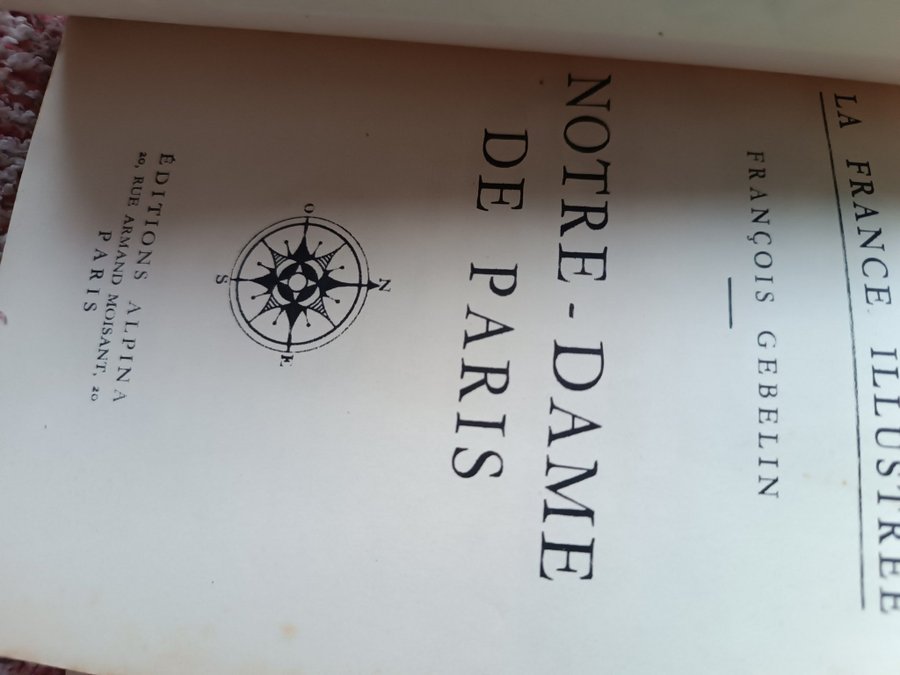 LA FRANCE ILLUSTRÉE
FRANÇOIS GEBELIN
NOTRE-DAME
DE PARIS
N
O
E
S
ÉDITIONS ALPINA
20, RUE ARMAND MOISANT, 20
PARIS